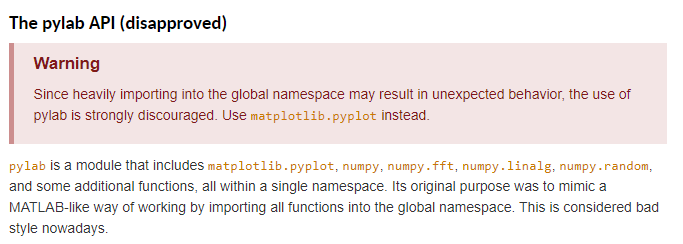 The pylab API (disapproved)
Warning
Since heavily importing into the global namespace may result in unexpected behavior, the use of
pylab is strongly discouraged. Use matplotlib.pyplot instead.
pylab is a module that includes matplotlib.pyplot, numpy, numpy.fft, numpy.linalg, numpy.random,
and some additional functions, all within a single namespace. Its original purpose was to mimic a
MATLAB-like way of working by importing all functions into the global namespace. This is considered bad
style nowadays.